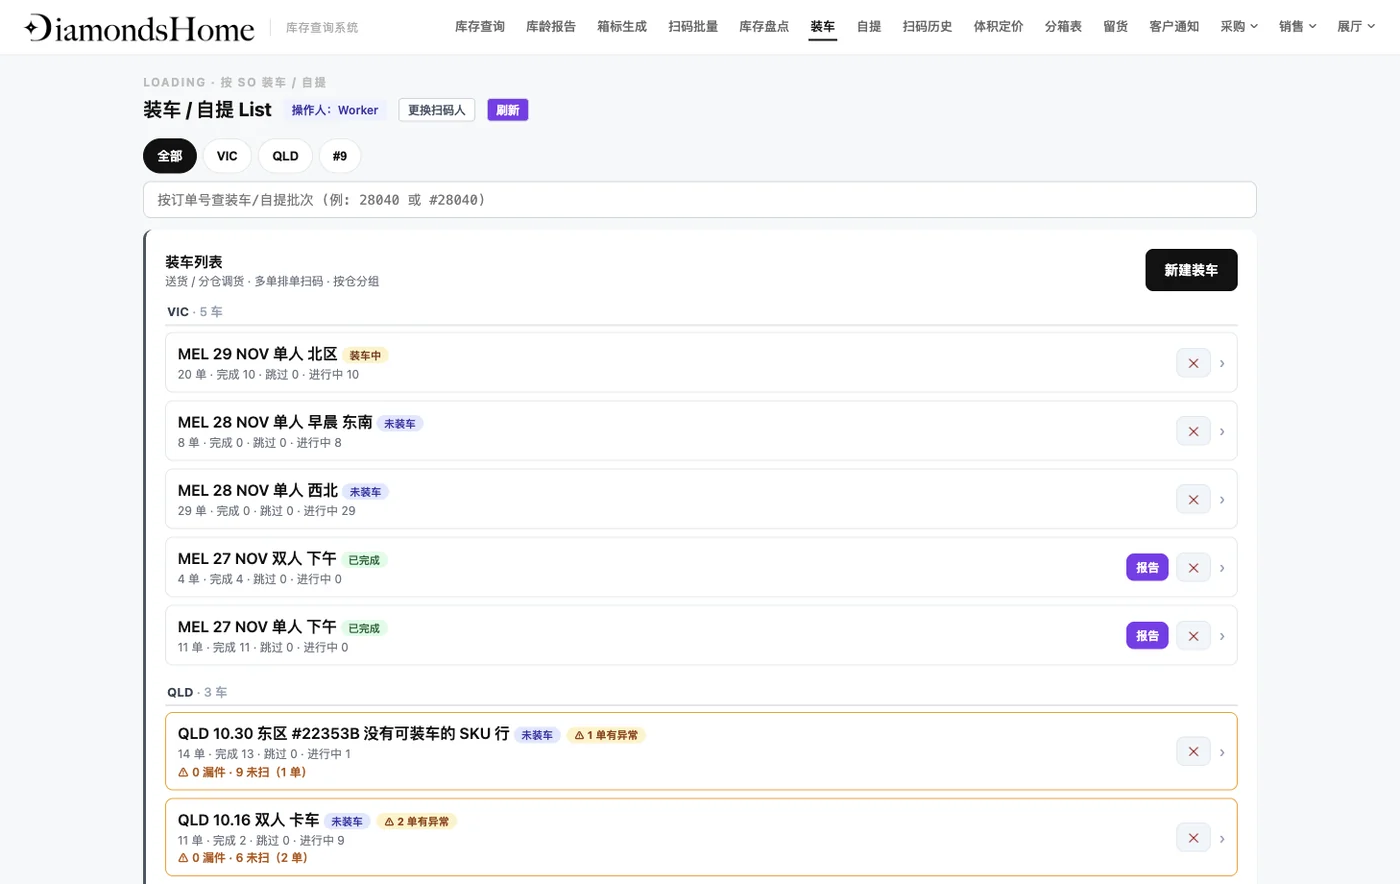 DiamondsHome 库存查询系统 库存查询 库龄报告 箱标生成 扫码批量 库存盘点 装车 自提 扫码历史 体积定价 分箱表 留货 客户通知 采购 销售 展厅
LOADING · 按 SO 装车 / 自提
装车 / 自提 List 操作人：Worker 更换扫码人 刷新
全部 VIC QLD #9
按订单号查装车/自提批次 (例: 28040 或 #28040)
装车列表
送货 / 分仓调货 · 多单排单扫码 · 按仓分组
新建装车
VIC · 5 车
MEL 29 NOV 单人 北区 装车中
20 单 · 完成 10 · 跳过 0 · 进行中 10
MEL 28 NOV 单人 早晨 东南 未装车
8 单 · 完成 0 · 跳过 0 · 进行中 8
MEL 28 NOV 单人 西北 未装车
29 单 · 完成 0 · 跳过 0 · 进行中 29
MEL 27 NOV 双人 下午 已完成
4 单 · 完成 4 · 跳过 0 · 进行中 0
报告
MEL 27 NOV 单人 下午 已完成
11 单 · 完成 11 · 跳过 0 · 进行中 0
报告
QLD · 3 车
QLD 10.30 东区 #22353B 没有可装车的 SKU 行 未装车 ⚠ 1 单有异常
14 单 · 完成 13 · 跳过 0 · 进行中 1
⚠ 0 漏件 · 9 未扫（1 单）
QLD 10.16 双人 卡车 未装车 ⚠ 2 单有异常
11 单 · 完成 2 · 跳过 0 · 进行中 9
⚠ 0 漏件 · 6 未扫（2 单）